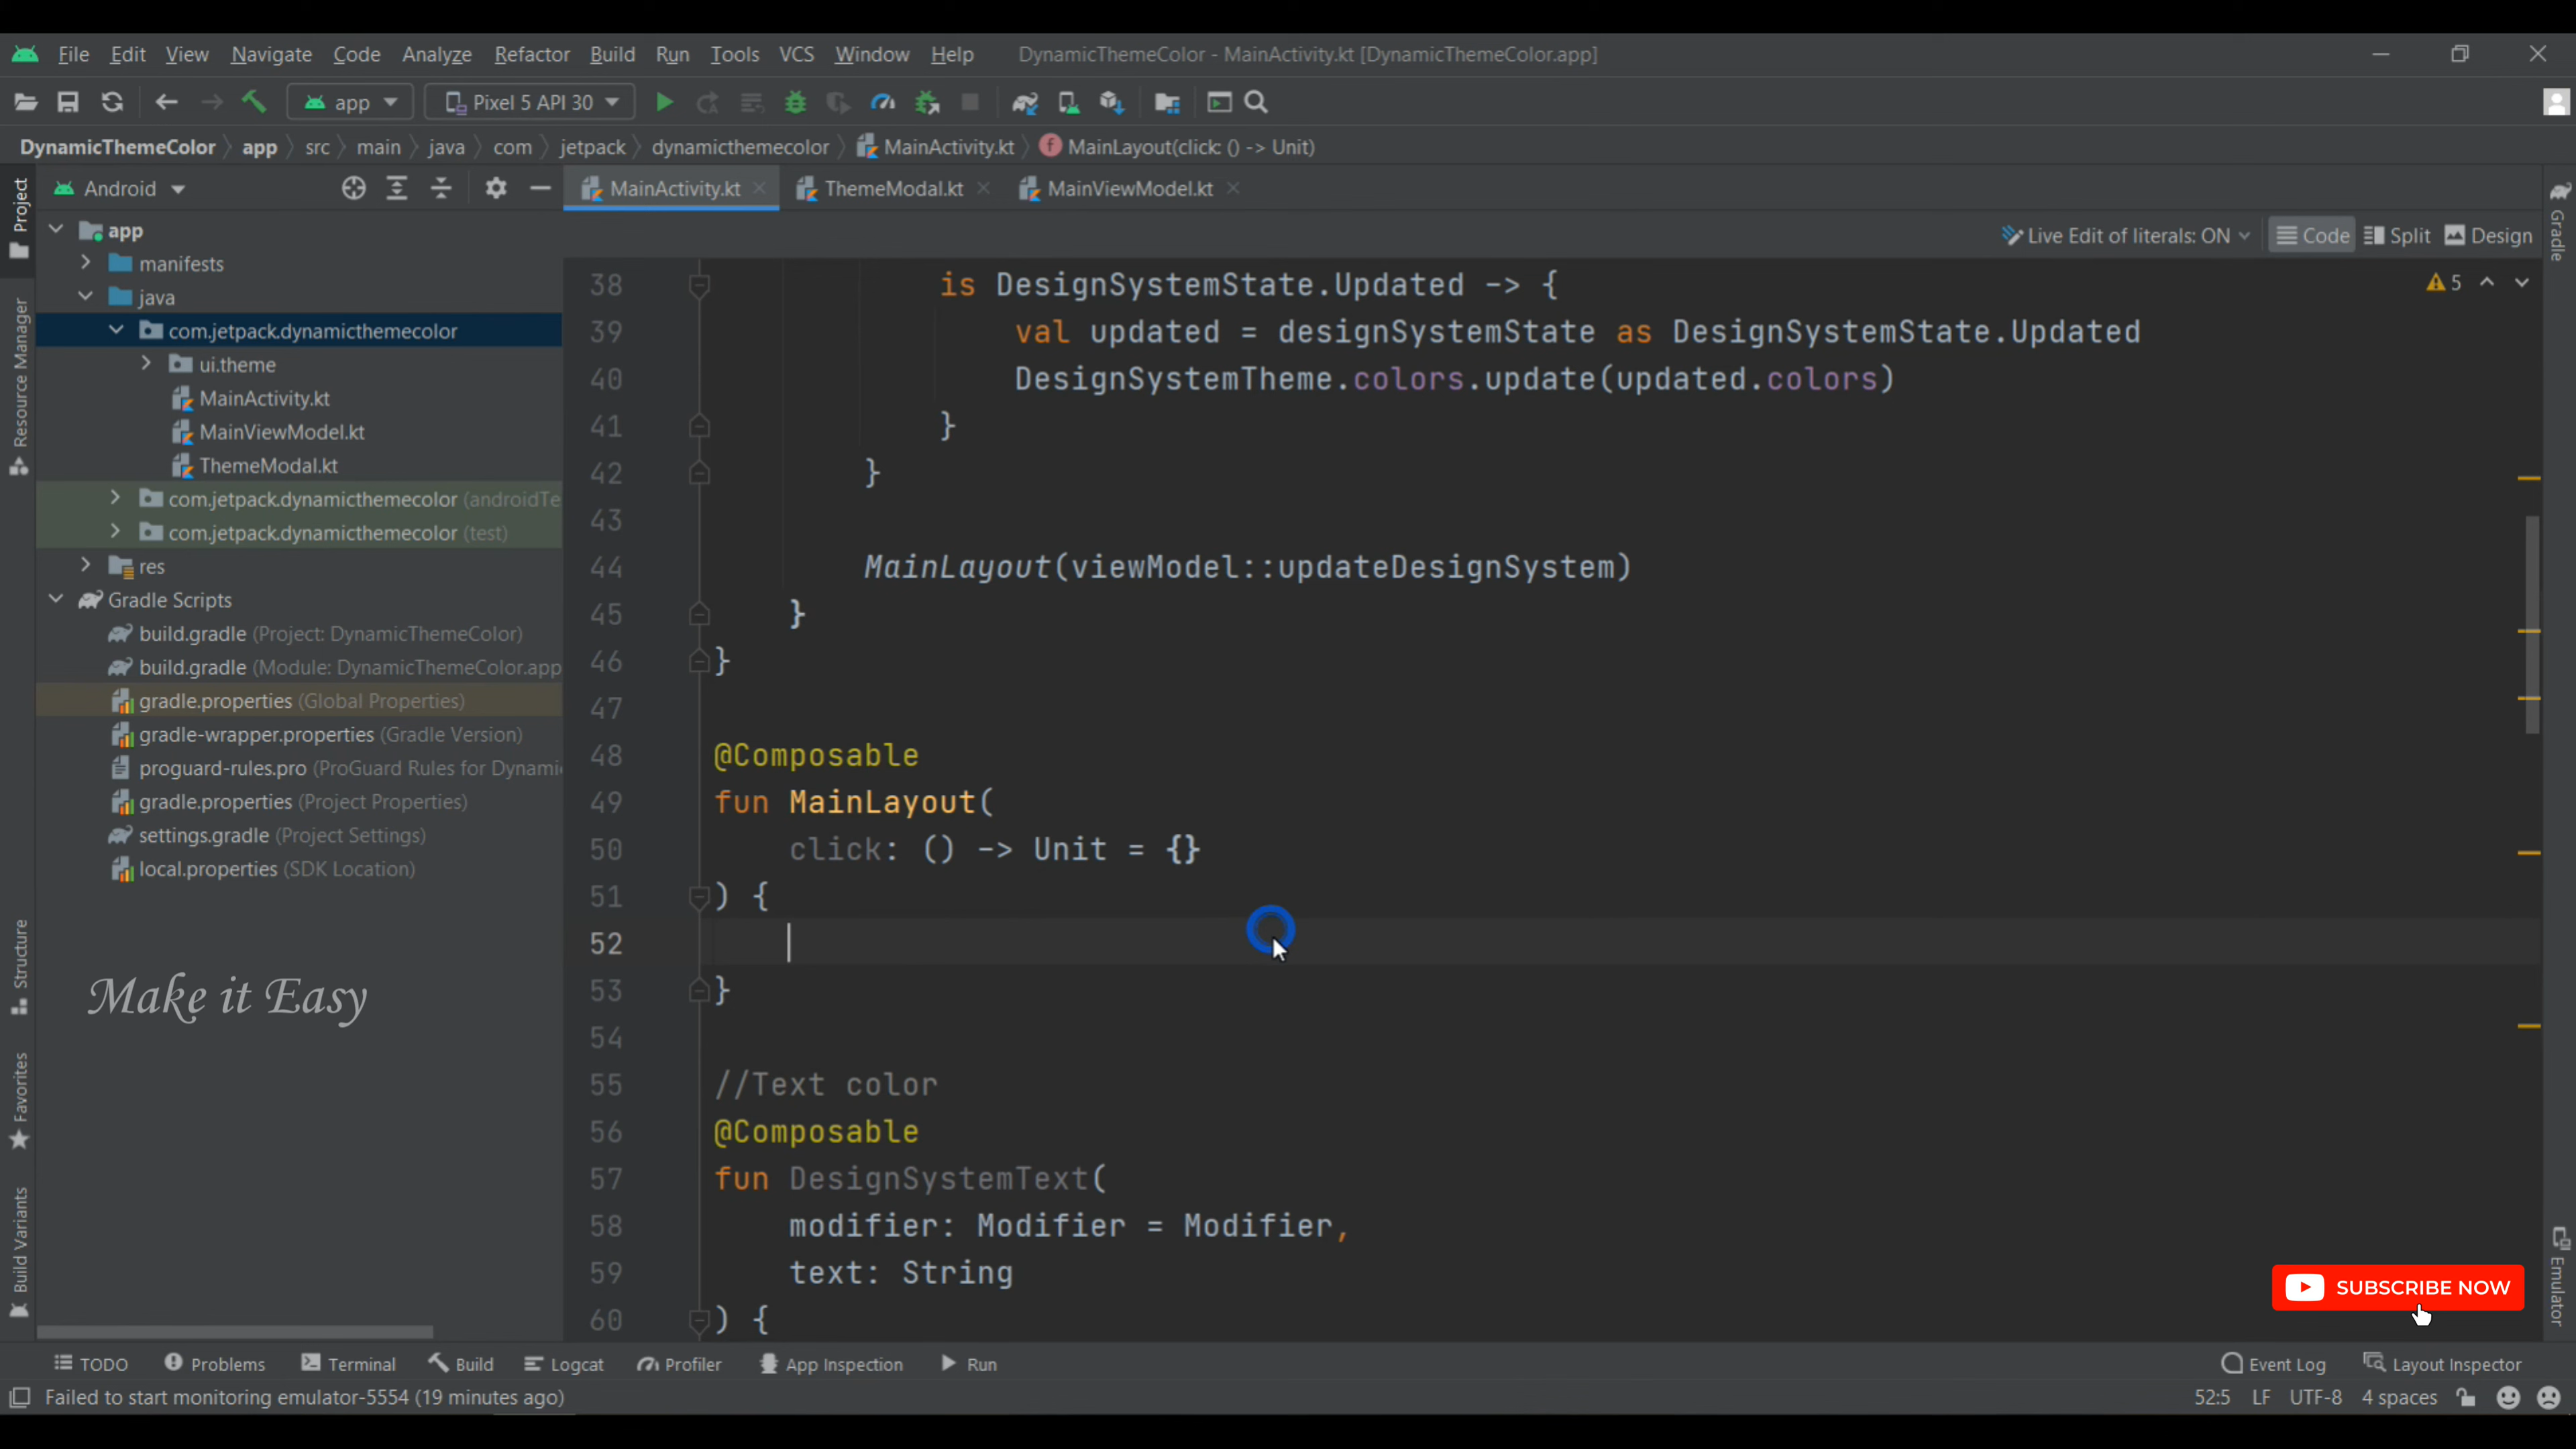 File Edit View Navigate Code Analyze Refactor Build Run Tools VCS Window Help DynamicThemeColor - MainActivity.kt [DynamicThemeColor.app]
app Pixel 5 API 30
DynamicThemeColor app src main java com jetpack dynamicthemecolor MainActivity.kt MainLayout(click: () -> Unit)
Android MainActivity.kt ThemeModal.kt MainViewModel.kt
Live Edit of literals: ON Code Split Design
Project
Resource Manager
Structure
Favorites
Build Variants
app
manifests
java
com.jetpack.dynamicthemecolor
ui.theme
MainActivity.kt
MainViewModel.kt
ThemeModal.kt
com.jetpack.dynamicthemecolor (androidTe
com.jetpack.dynamicthemecolor (test)
res
Gradle Scripts
build.gradle (Project: DynamicThemeColor)
build.gradle (Module: DynamicThemeColor.app
gradle.properties (Global Properties)
gradle-wrapper.properties (Gradle Version)
proguard-rules.pro (ProGuard Rules for Dynami
gradle.properties (Project Properties)
settings.gradle (Project Settings)
local.properties (SDK Location)
Make it Easy
38 is DesignSystemState.Updated -> {
39 val updated = designSystemState as DesignSystemState.Updated
40 DesignSystemTheme.colors.update(updated.colors)
41 }
42 }
43
44 MainLayout(viewModel::updateDesignSystem)
45 }
46 }
47
48 @Composable
49 fun MainLayout(
50 click: () -> Unit = {}
51 ) {
52
53 }
54
55 //Text color
56 @Composable
57 fun DesignSystemText(
58 modifier: Modifier = Modifier,
59 text: String
60 ) {
5
Gradle
Emulator
SUBSCRIBE NOW
TODO Problems Terminal Build Logcat Profiler App Inspection Run Event Log Layout Inspector
Failed to start monitoring emulator-5554 (19 minutes ago) 52:5 LF UTF-8 4 spaces